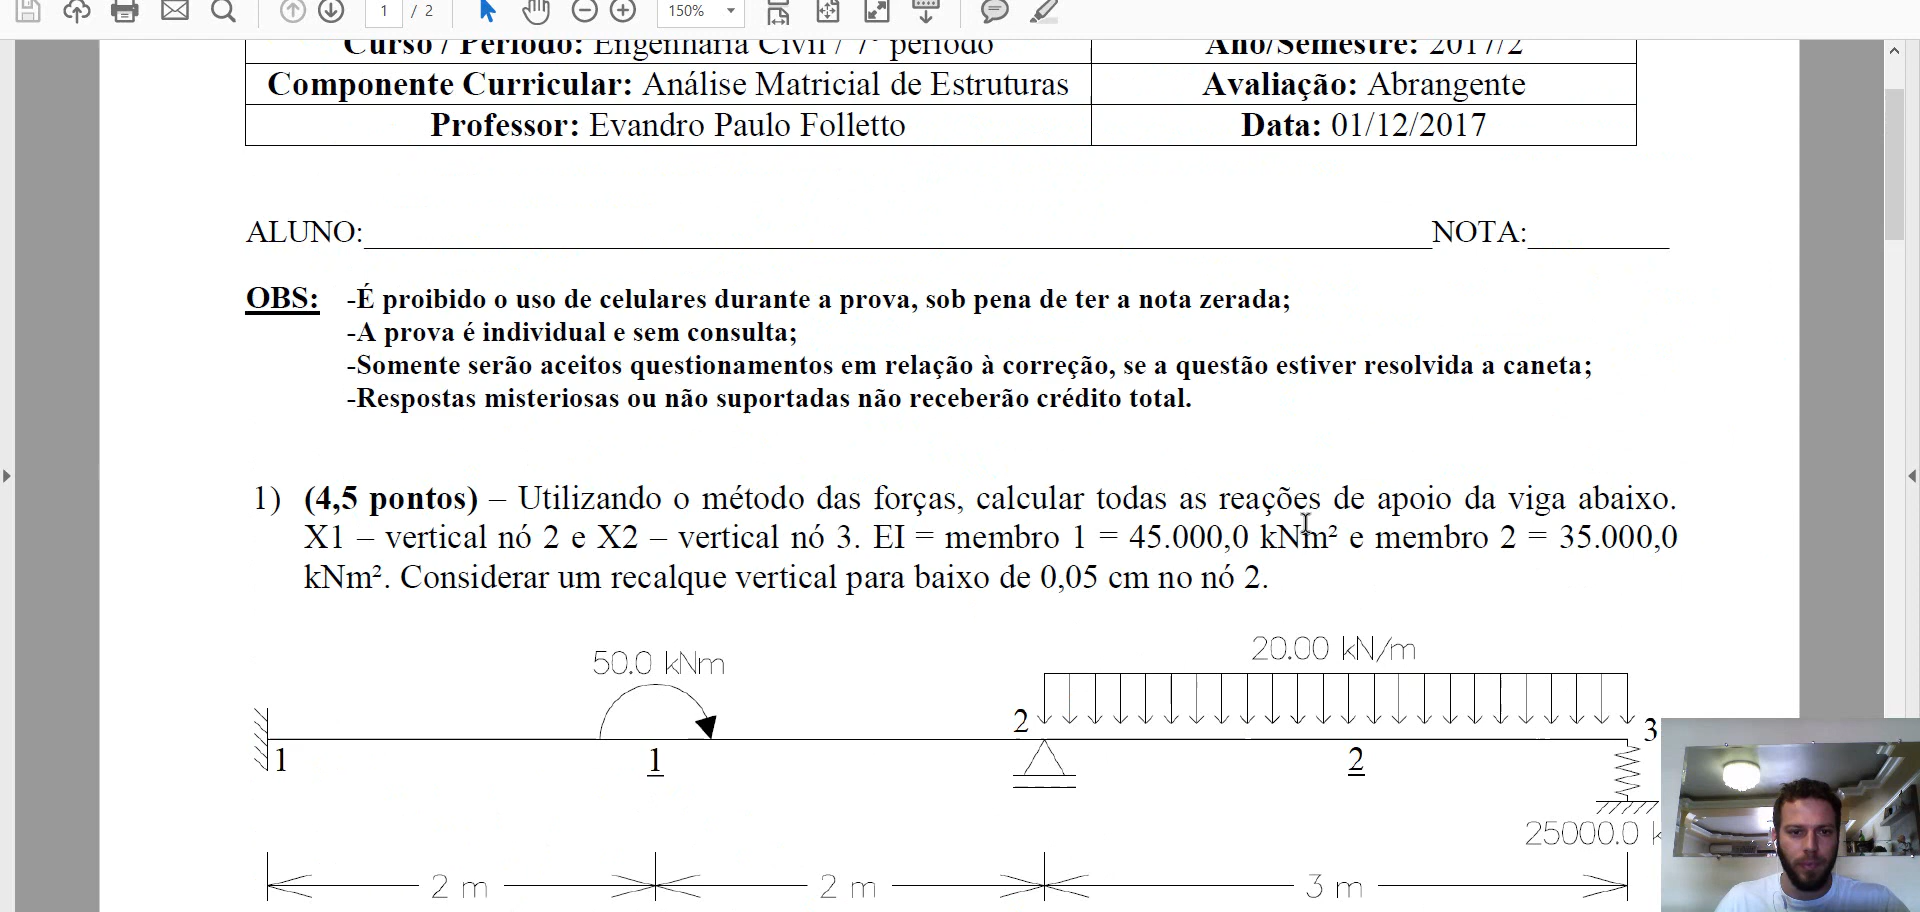 1 / 2
150%
Curso / Período: Engenharia Civil / 7º período
Ano/Semestre: 2017/2
Componente Curricular: Análise Matricial de Estruturas
Avaliação: Abrangente
Professor: Evandro Paulo Folletto
Data: 01/12/2017
ALUNO:
NOTA:
OBS: -É proibido o uso de celulares durante a prova, sob pena de ter a nota zerada;
-A prova é individual e sem consulta;
-Somente serão aceitos questionamentos em relação à correção, se a questão estiver resolvida a caneta;
-Respostas misteriosas ou não suportadas não receberão crédito total.
1) (4,5 pontos) – Utilizando o método das forças, calcular todas as reações de apoio da viga abaixo.
X1 – vertical nó 2 e X2 – vertical nó 3. EI = membro 1 = 45.000,0 kNm² e membro 2 = 35.000,0
kNm². Considerar um recalque vertical para baixo de 0,05 cm no nó 2.
50.0 kNm
20.00 kN/m
2
3
1
1
2
25000.0
2 m
2 m
3 m